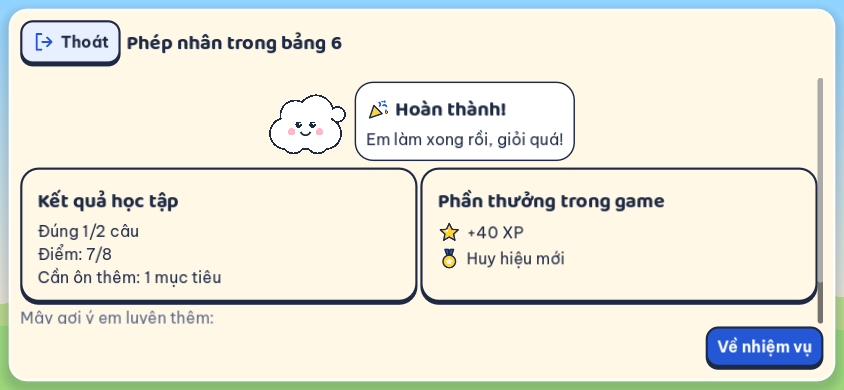 Thoát
Phép nhân trong bảng 6
Hoàn thành!
Em làm xong rồi, giỏi quá!
Kết quả học tập
Đúng 1/2 câu
Điểm: 7/8
Cần ôn thêm: 1 mục tiêu
Phần thưởng trong game
+40 XP
Huy hiệu mới
Mây gợi ý em luyện thêm:
Về nhiệm vụ